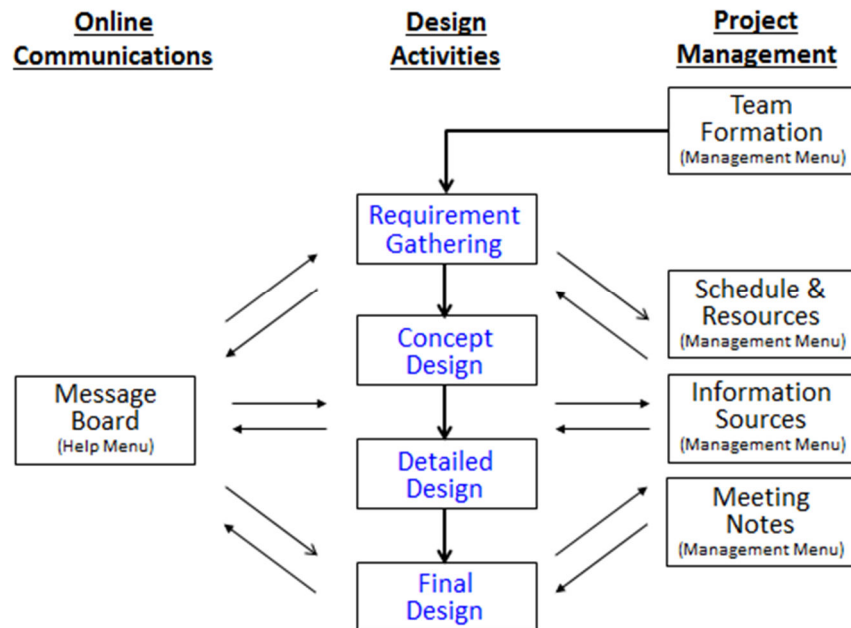 Online
Communications
Design
Activities
Project
Management
Team
Formation
(Management Menu)
Requirement
Gathering
Schedule &
Resources
(Management Menu)
Concept
Design
Message
Board
(Help Menu)
Information
Sources
(Management Menu)
Detailed
Design
Meeting
Notes
(Management Menu)
Final
Design